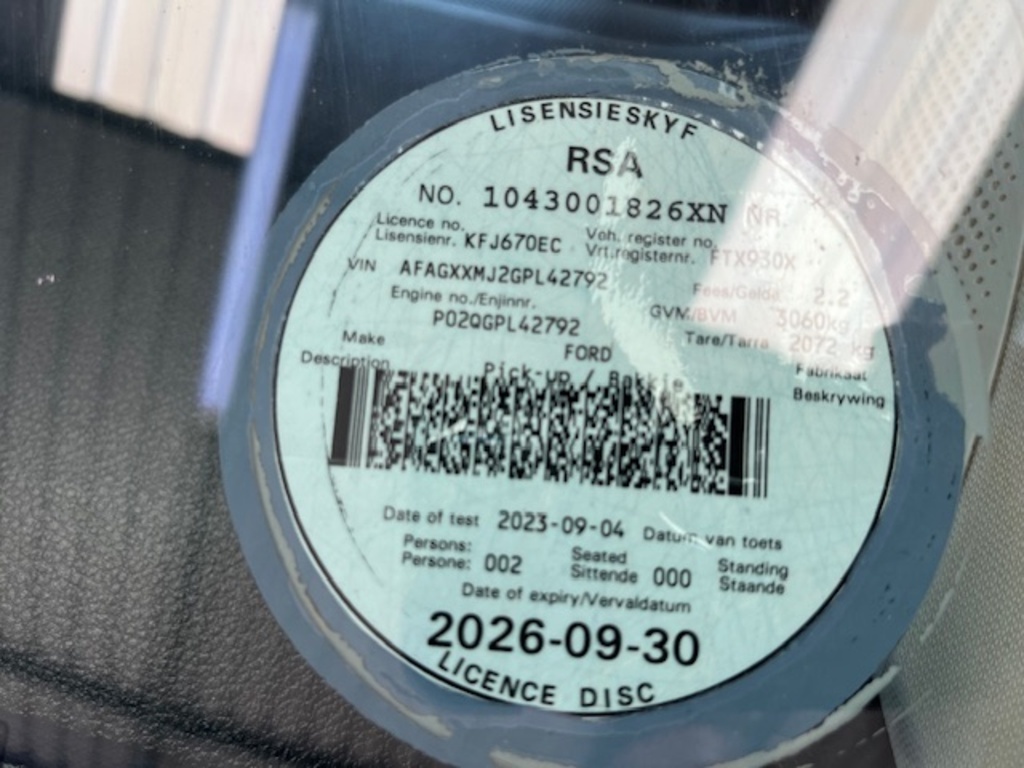 LISENSIESKYF
RSA
NO. 1043001826XN NR.
Licence no. KFJ670EC Veh. register no. FTX930X
Lisensienr. Vrt.registernr.
VIN AFAGXXMJ2GPL42792 Fees/Gelde 2.2
Engine no./Enjinnr. GVM/BVM 3060kg
P02QGPL42792 Tare/Tarra 2072 kg
Make FORD Fabrikaat
Description Pick-up / Bakkie Beskrywing
Date of test 2023-09-04 Datum van toets
Persons: Seated Standing
Persone: 002 Sittende 000 Staande
Date of expiry/Vervaldatum
2026-09-30
LICENCE DISC